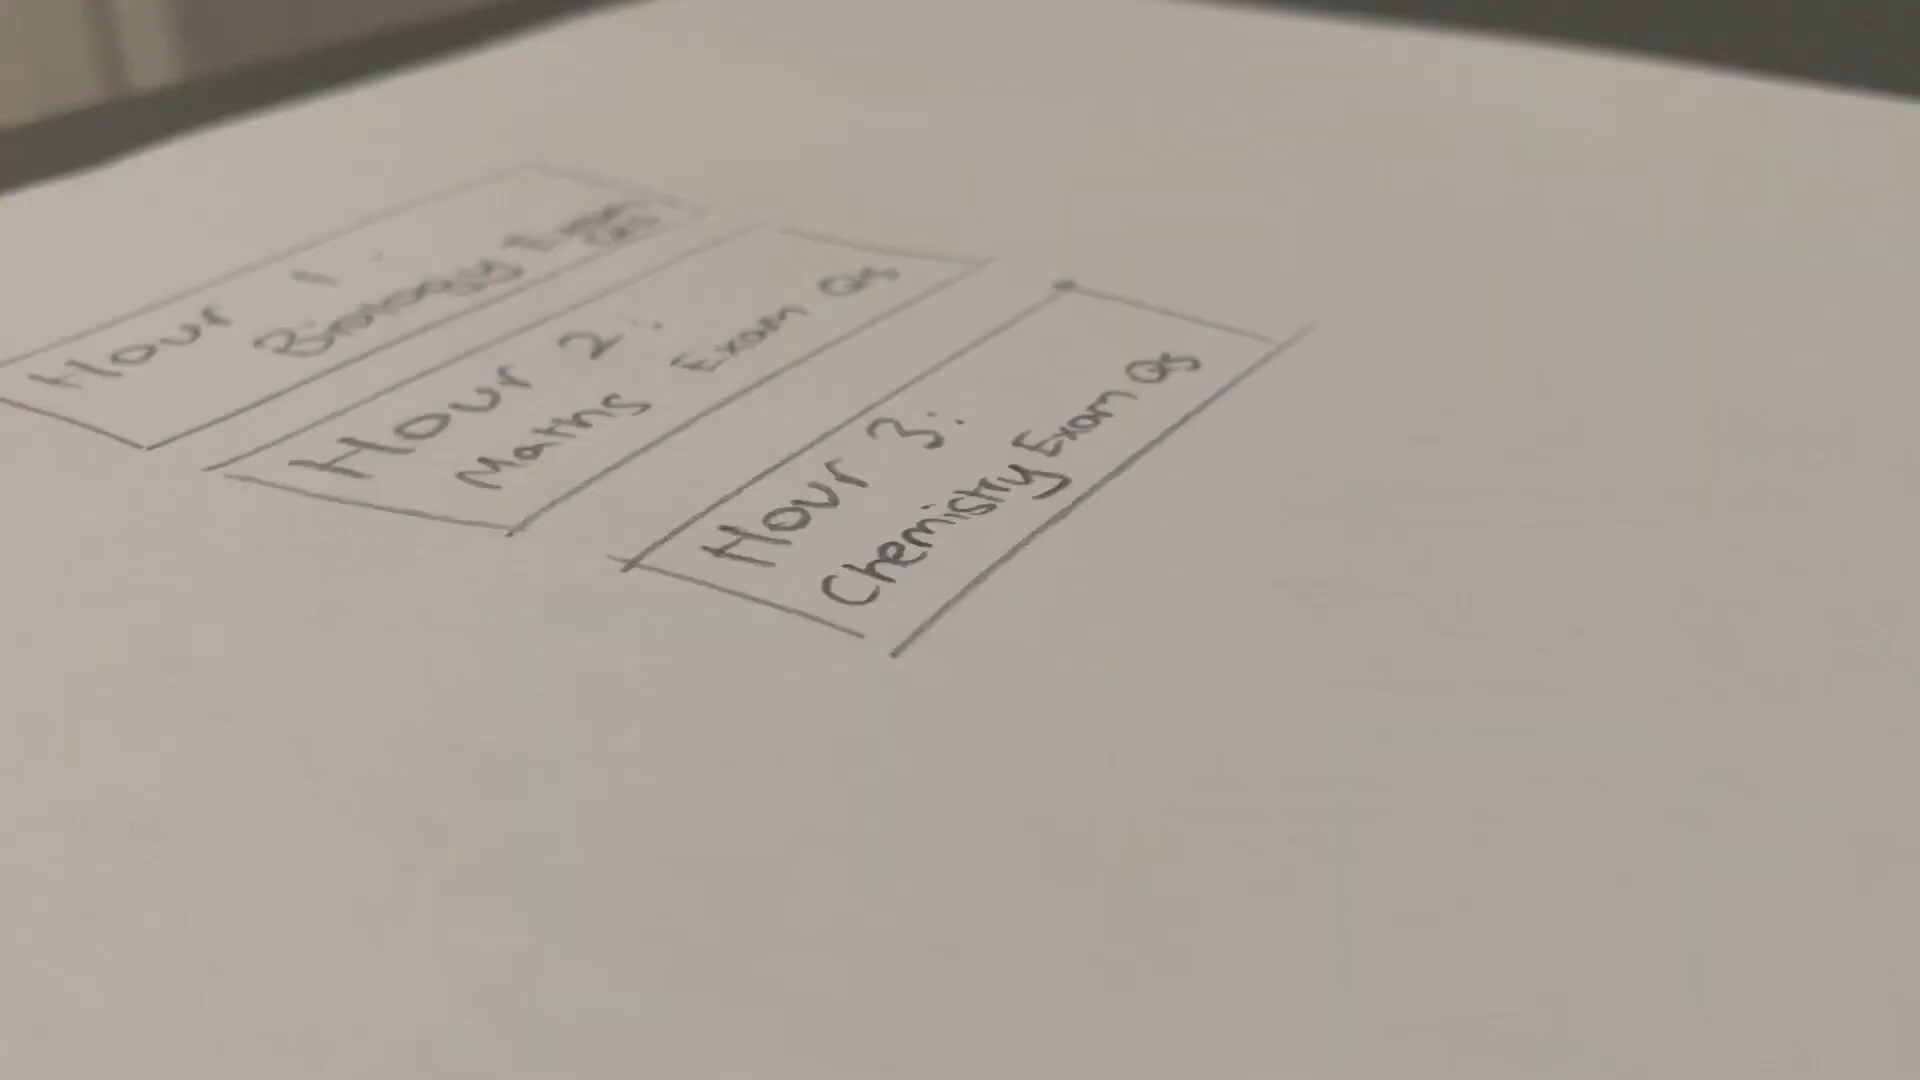 Hour 1:
Biology Exam
Qs
Hour 2:
Maths Exam Qs
Hour 3:
Chemistry Exam Qs